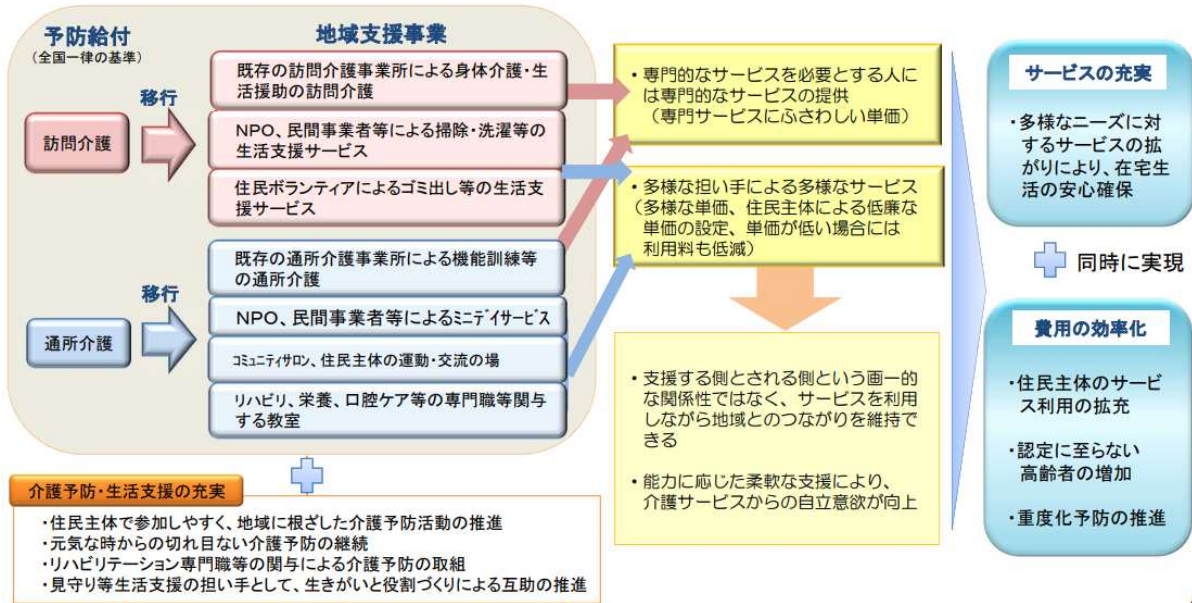 予防給付
(全国一律の基準)
移行
訪問介護
移行
通所介護
地域支援事業
既存の訪問介護事業所による身体介護・生
活援助の訪問介護
NPO、民間事業者等による掃除・洗濯等の
生活支援サービス
住民ボランティアによるゴミ出し等の生活支
援サービス
既存の通所介護事業所による機能訓練等
の通所介護
NPO、民間事業者等によるミニデイサービス
コミュニティサロン、住民主体の運動・交流の場
リハビリ、栄養、口腔ケア等の専門職等関与
する教室
介護予防・生活支援の充実
・住民主体で参加しやすく、地域に根ざした介護予防活動の推進
・元気な時からの切れ目ない介護予防の継続
・リハビリテーション専門職等の関与による介護予防の取組
・見守り等生活支援の担い手として、生きがいと役割づくりによる互助の推進
・専門的なサービスを必要とする人に
は専門的なサービスの提供
(専門サービスにふさわしい単価)
・多様な担い手による多様なサービス
(多様な単価、住民主体による低廉な
単価の設定、単価が低い場合には
利用料も低減)
・支援する側とされる側という画一的
な関係性ではなく、サービスを利用
しながら地域とのつながりを維持で
きる
・能力に応じた柔軟な支援により、
介護サービスからの自立意欲が向上
サービスの充実
・多様なニーズに対
するサービスの拡
がりにより、在宅生
活の安心確保
同時に実現
費用の効率化
・住民主体のサービ
ス利用の拡充
・認定に至らない
高齢者の増加
・重度化予防の推進